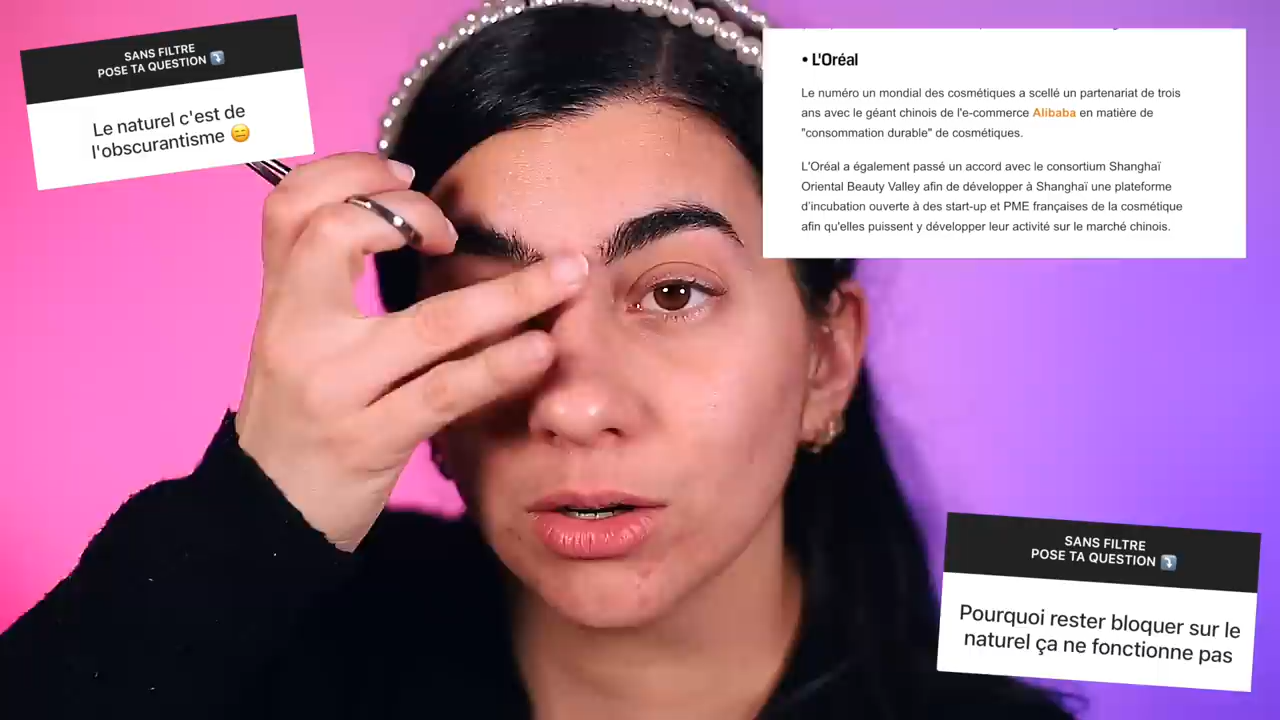 SANS FILTRE
POSE TA QUESTION ⤵️
Le naturel c'est de
l'obscurantisme 😑
• L'Oréal
Le numéro un mondial des cosmétiques a scellé un partenariat de trois
ans avec le géant chinois de l'e-commerce Alibaba en matière de
"consommation durable" de cosmétiques.
L'Oréal a également passé un accord avec le consortium Shanghaï
Oriental Beauty Valley afin de développer à Shanghaï une plateforme
d'incubation ouverte à des start-up et PME françaises de la cosmétique
afin qu'elles puissent y développer leur activité sur le marché chinois.
SANS FILTRE
POSE TA QUESTION ⤵️
Pourquoi rester bloquer sur le
naturel ça ne fonctionne pas